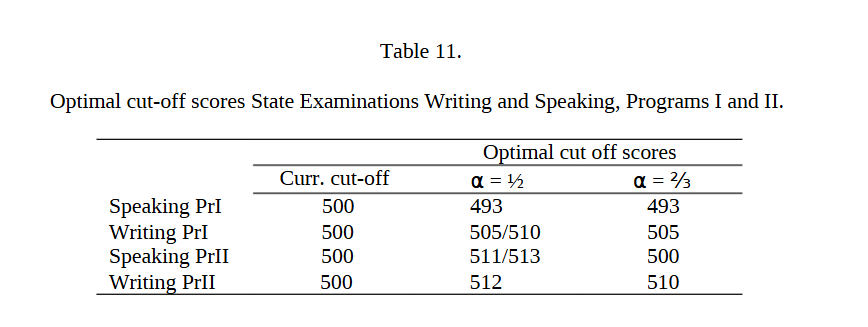 Table 11.
Optimal cut-off scores State Examinations Writing and Speaking, Programs I and II.
Optimal cut off scores
Curr. cut-off α = ½ α = ⅔
Speaking PrI 500 493 493
Writing PrI 500 505/510 505
Speaking PrII 500 511/513 500
Writing PrII 500 512 510